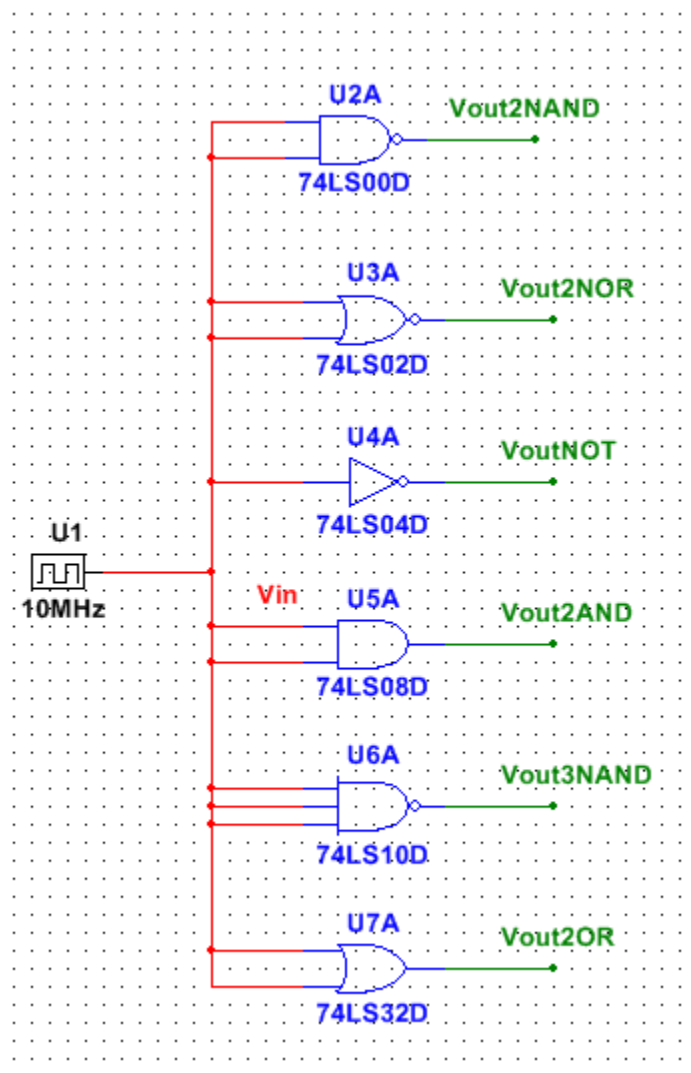 U2A
Vout2NAND
74LS00D
U3A
Vout2NOR
74LS02D
U4A
VoutNOT
74LS04D
U1
10MHz
Vin
U5A
Vout2AND
74LS08D
U6A
Vout3NAND
74LS10D
U7A
Vout2OR
74LS32D